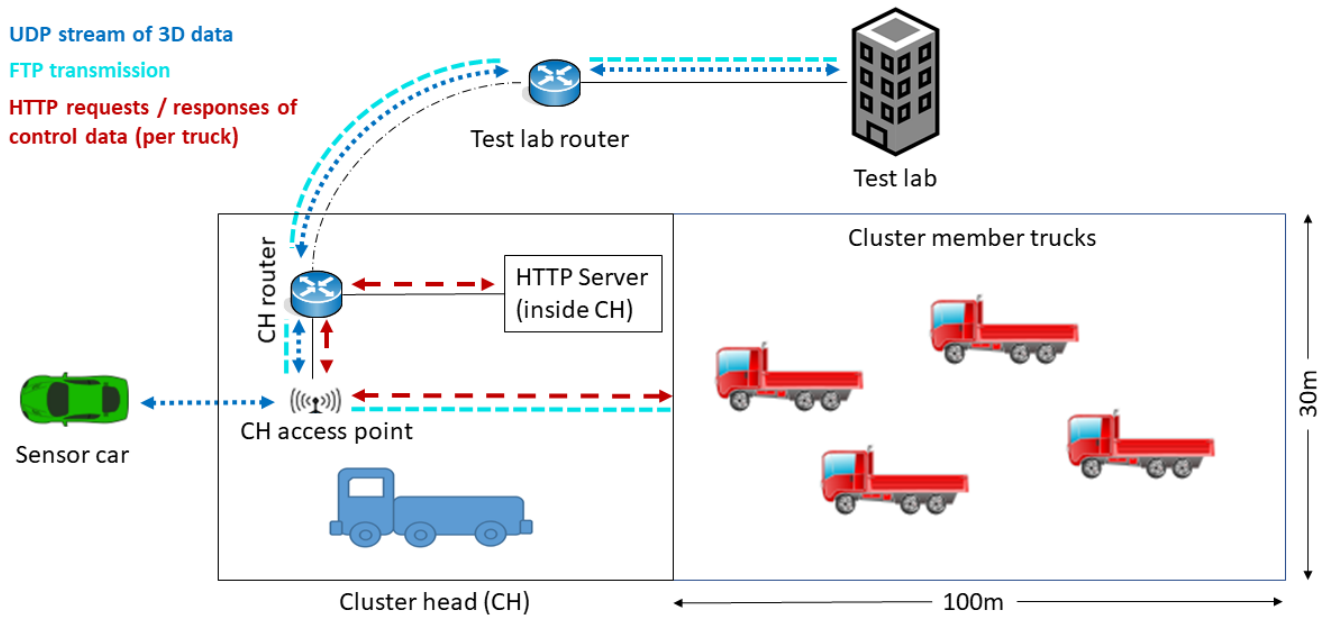 UDP stream of 3D data
FTP transmission
HTTP requests / responses of
control data (per truck)
Test lab router
Test lab
Cluster member trucks
CH router
HTTP Server
(inside CH)
CH access point
Sensor car
30m
Cluster head (CH)
100m